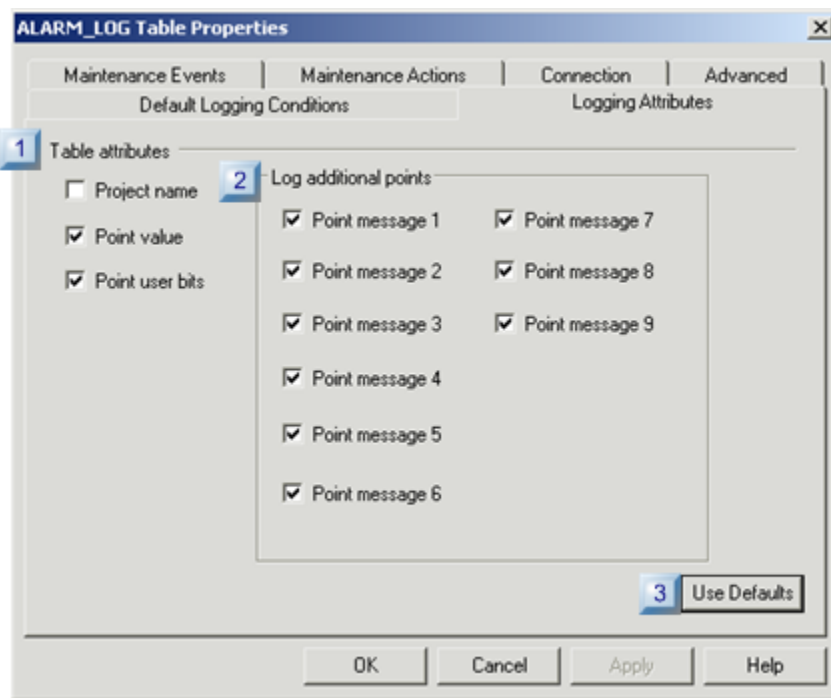 ALARM_LOG Table Properties
Maintenance Events
Maintenance Actions
Connection
Advanced
Default Logging Conditions
Logging Attributes
1
Table attributes
Project name
Point value
Point user bits
2
Log additional points
Point message 1
Point message 2
Point message 3
Point message 4
Point message 5
Point message 6
Point message 7
Point message 8
Point message 9
3
Use Defaults
OK
Cancel
Apply
Help